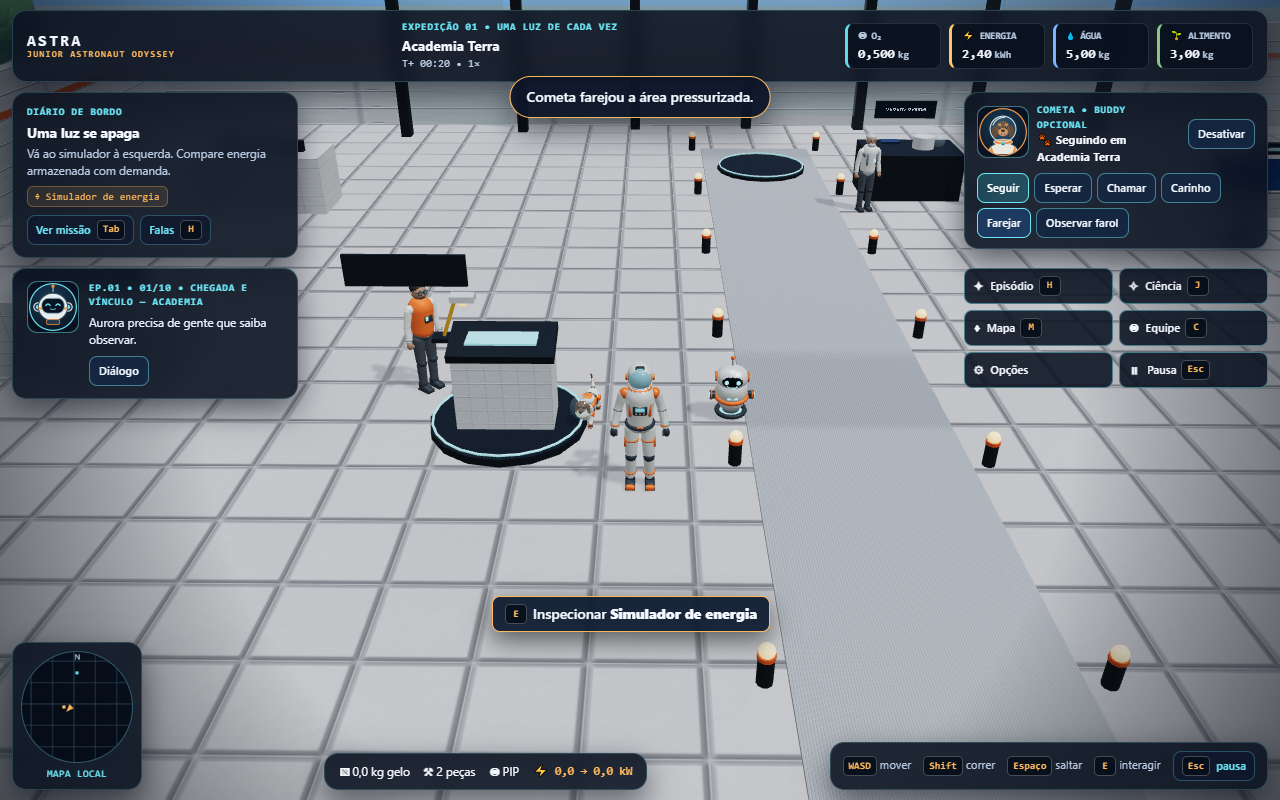 ASTRA
JUNIOR ASTRONAUT ODYSSEY
EXPEDIÇÃO 01 • UMA LUZ DE CADA VEZ
Academia Terra
T+ 00:20 • 1×
O₂
0,500 kg
ENERGIA
2,40 kWh
ÁGUA
5,00 kg
ALIMENTO
3,00 kg
Cometa farejou a área pressurizada.
DIÁRIO DE BORDO
Uma luz se apaga
Vá ao simulador à esquerda. Compare energia
armazenada com demanda.
Simulador de energia
Ver missão Tab
Falas H
EP.01 • 01/10 • CHEGADA E
VÍNCULO — ACADEMIA
Aurora precisa de gente que saiba
observar.
Diálogo
COMETA • BUDDY
OPCIONAL
Seguindo em
Academia Terra
Desativar
Seguir
Esperar
Chamar
Carinho
Farejar
Observar farol
Episódio H
Ciência J
Mapa M
Equipe C
Opções
Pausa Esc
E Inspecionar Simulador de energia
N
MAPA LOCAL
0,0 kg gelo
2 peças
PIP
0,0 → 0,0 kW
WASD mover
Shift correr
Espaço saltar
E interagir
Esc pausa